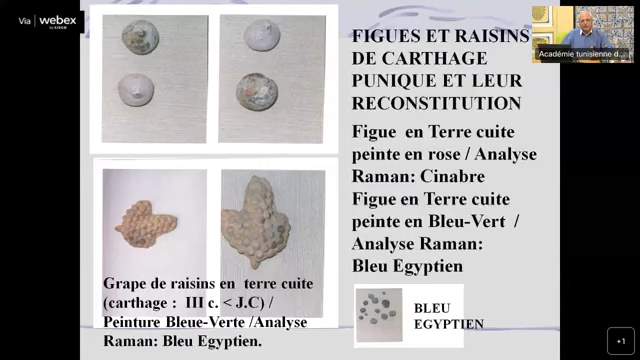 Via webex
by CISCO
FIGUES ET RAISINS
DE CARTHAGE
PUNIQUE ET LEUR
RECONSTITUTION
Figue en Terre cuite
peinte en rose / Analyse
Raman: Cinabre
Figue en Terre cuite
peinte en Bleu-Vert /
Analyse Raman:
Bleu Egyptien
Grape de raisins en terre cuite
(carthage : III c. < J.C) /
Peinture Bleue-Verte /Analyse
Raman: Bleu Egyptien.
BLEU
EGYPTIEN
Académie tunisienne d...
+1